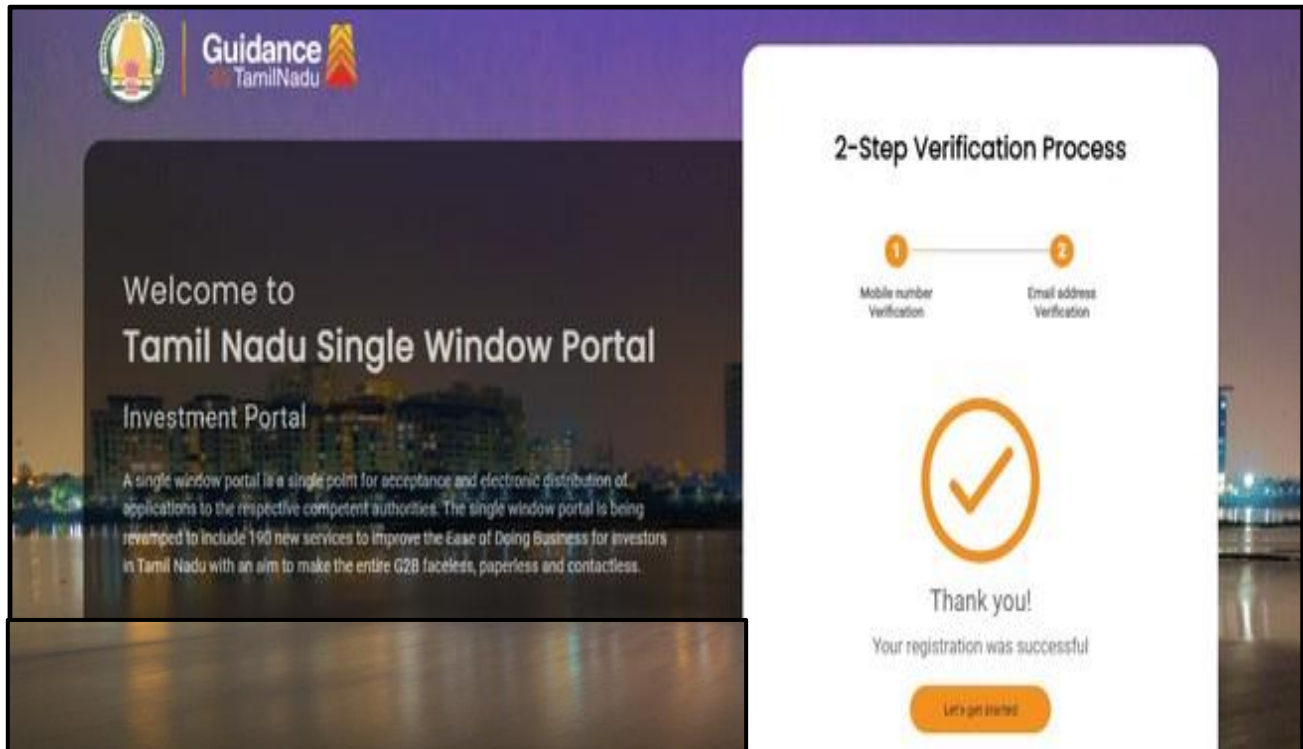 Guidance
TamilNadu
Welcome to
Tamil Nadu Single Window Portal
Investment Portal
A single window portal is a single point for acceptance and electronic distribution of
applications to the respective competent authorities. The single window portal is being
revamped to include 190 new services to improve the Ease of Doing Business for investors
in Tamil Nadu with an aim to make the entire G2B faceless, paperless and contactless.
2-Step Verification Process
1
2
Mobile number
Verification
Email address
Verification
Thank you!
Your registration was successful
Let's get started